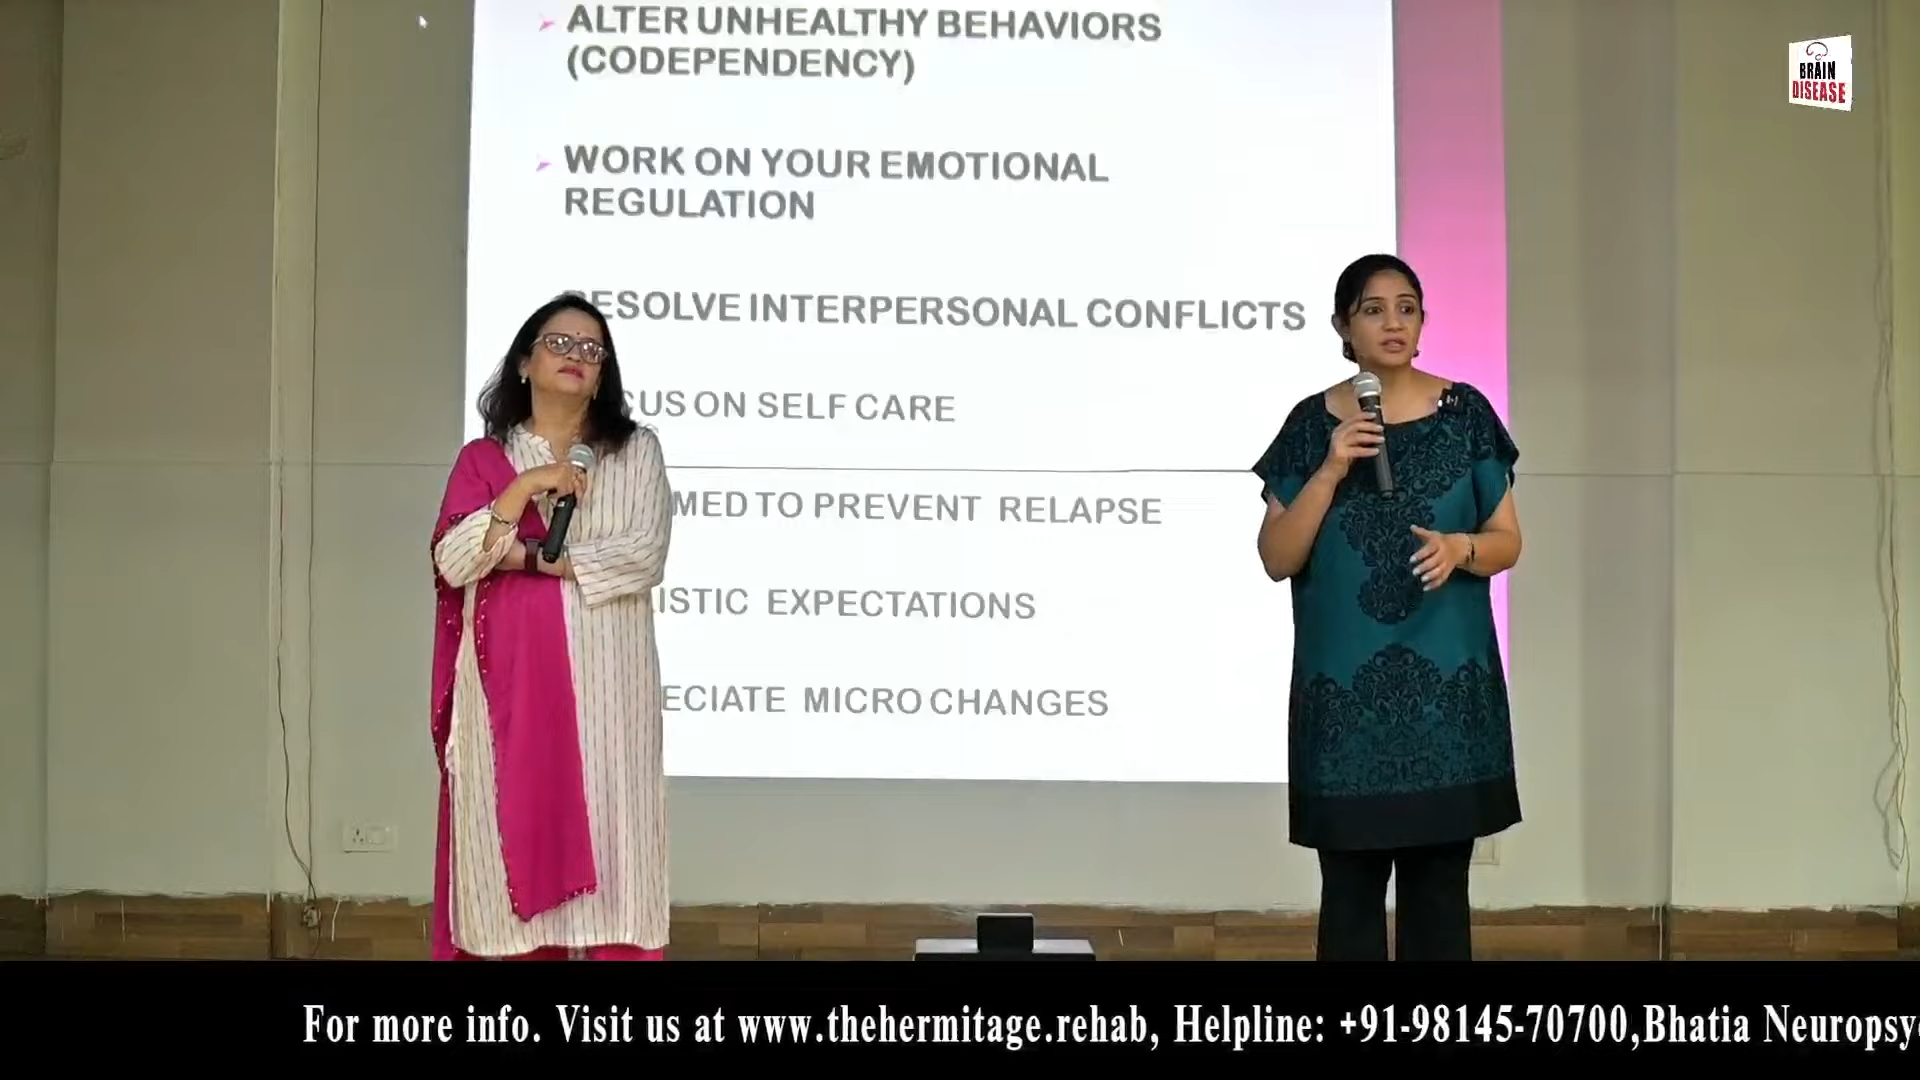 ALTER UNHEALTHY BEHAVIORS
(CODEPENDENCY)
WORK ON YOUR EMOTIONAL
REGULATION
RESOLVE INTERPERSONAL CONFLICTS
CUS ON SELF CARE
MED TO PREVENT RELAPSE
ISTIC EXPECTATIONS
ECIATE MICRO CHANGES
BRAIN
DISEASE
For more info. Visit us at www.thehermitage.rehab, Helpline: +91-98145-70700,Bhatia Neuropsy